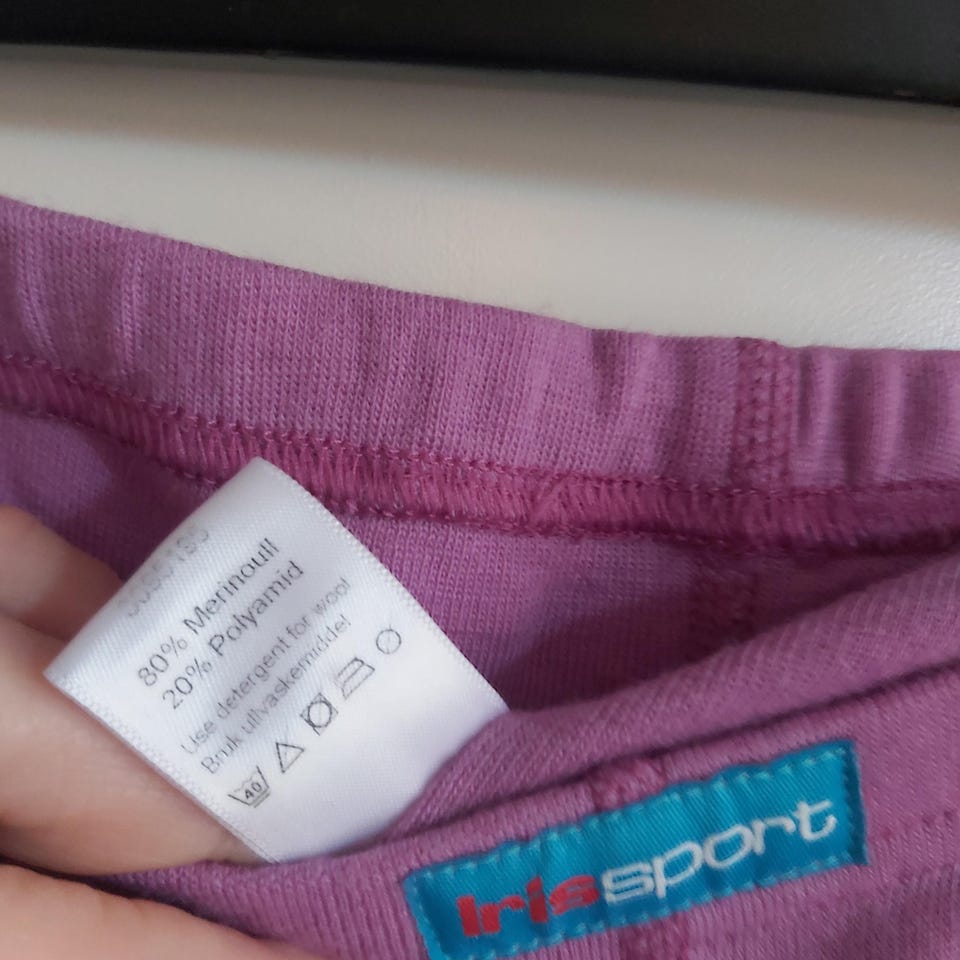 80% Merinoull
20% Polyamid
Use detergent for wool
Bruk ullvaskemiddel
40
Irissport